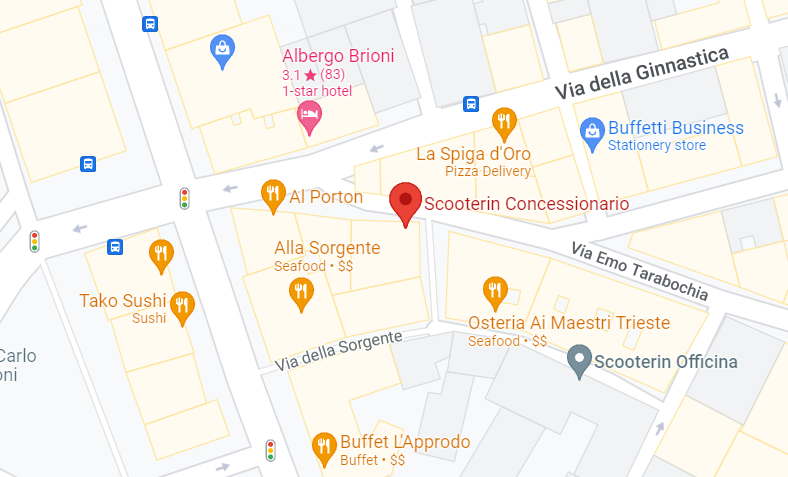 Albergo Brioni
3.1 ★ (83)
1-star hotel
Via della Ginnastica
Buffetti Business
Stationery store
La Spiga d'Oro
Pizza Delivery
Al Porton
Scooterin Concessionario
Alla Sorgente
Seafood • $$
Via Emo Tarabochia
Tako Sushi
Sushi
Osteria Ai Maestri Trieste
Seafood • $$
Via della Sorgente
Carlo
oni
Scooterin Officina
Buffet L'Approdo
Buffet • $$